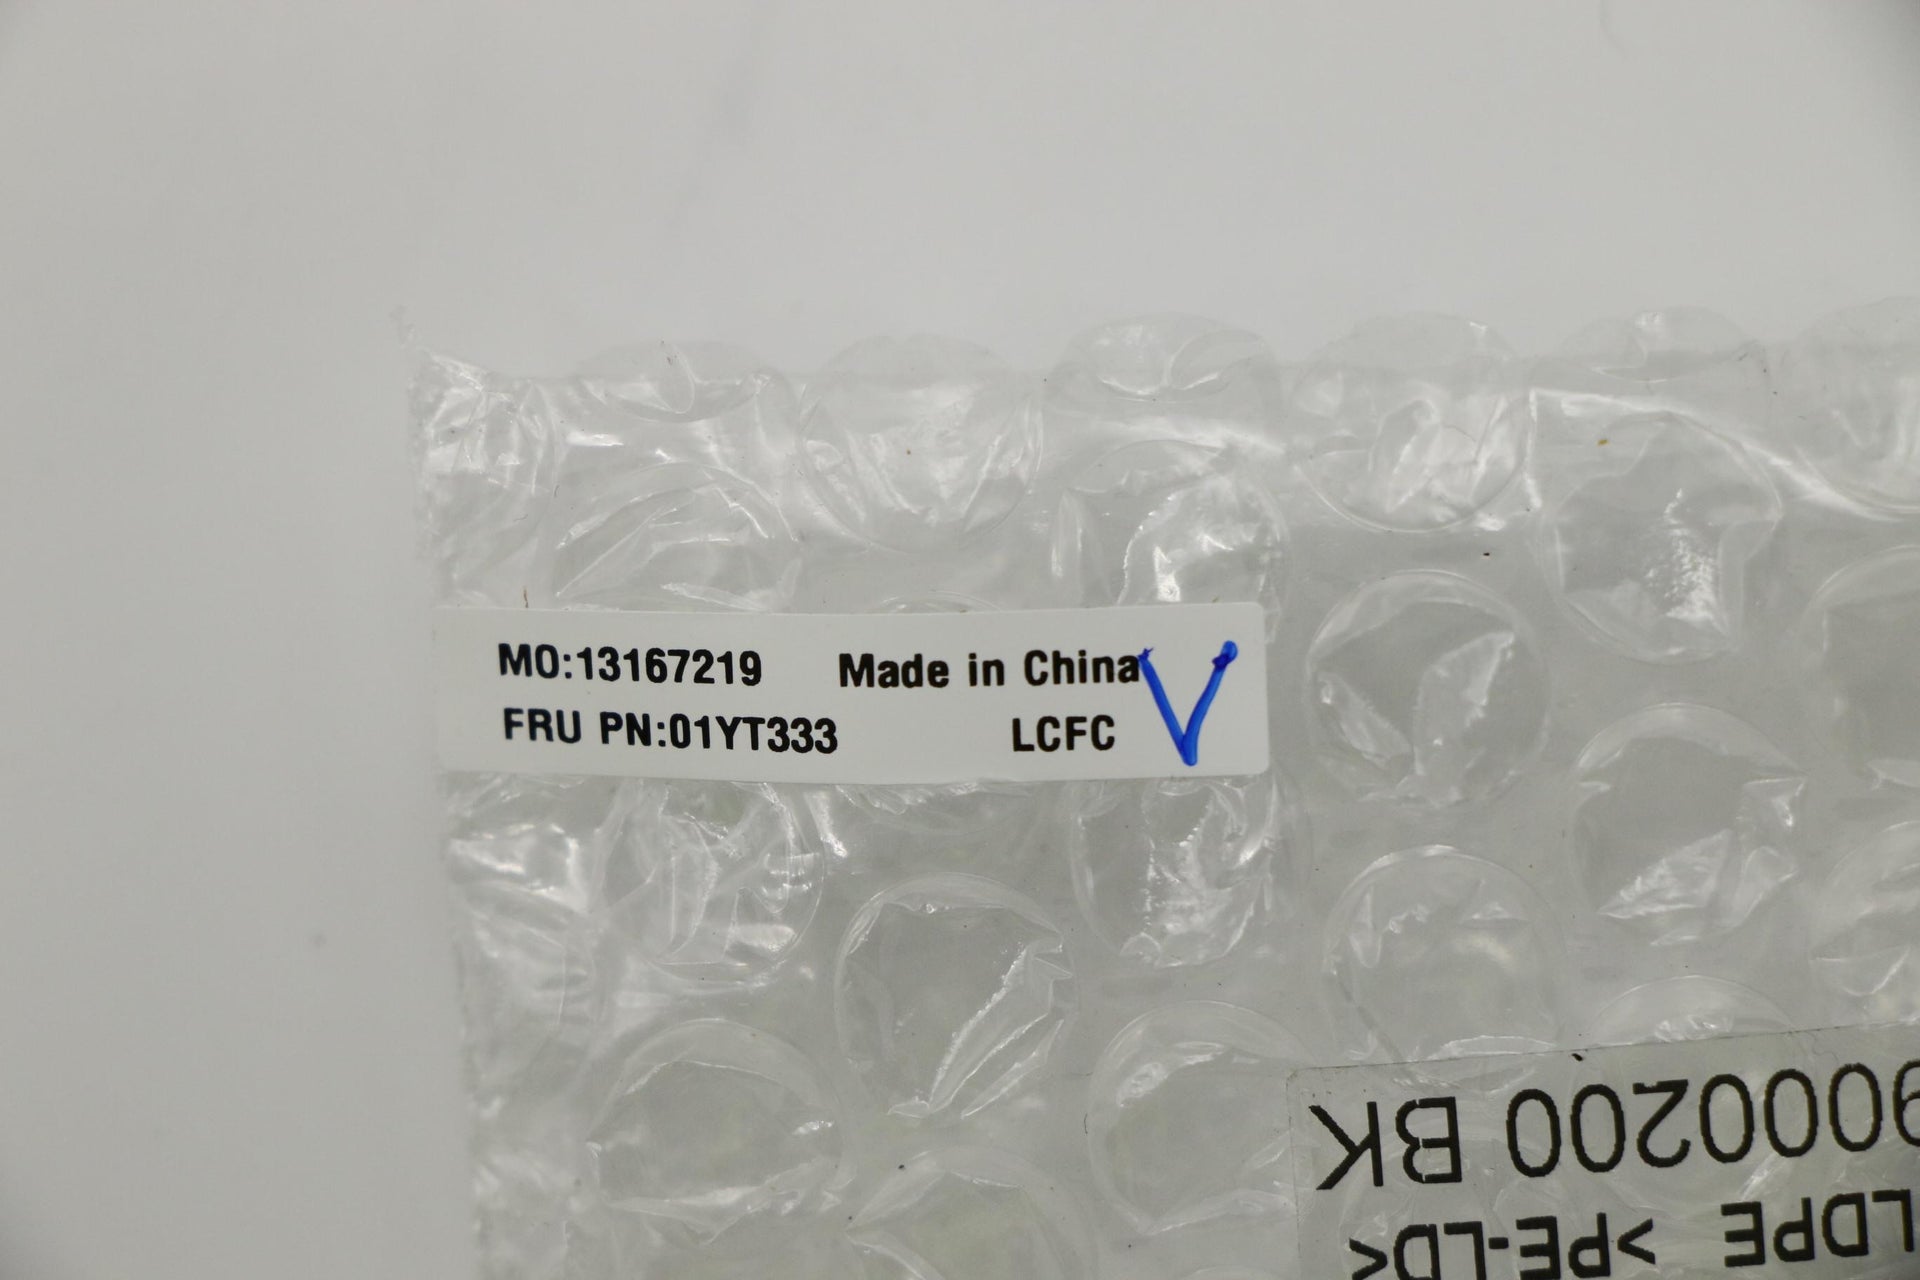 MO:13167219 Made in China V
FRU PN:01YT333 LCFC
LDPE >PE-LD<
9000200 BK